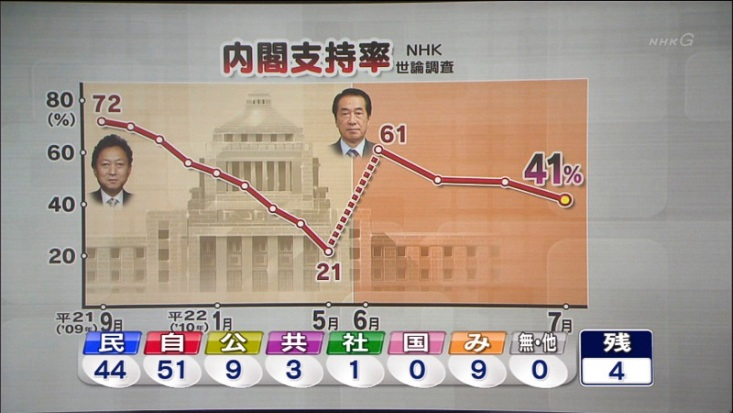 NHK G
内閣支持率 NHK 世論調査
80
(%)
60
40
20
72
21
61
41%
平21 ('09年) 9月
平22 ('10年) 1月
5月
6月
7月
民 自 公 共 社 国 み 無・他 残
44 51 9 3 1 0 9 0 4